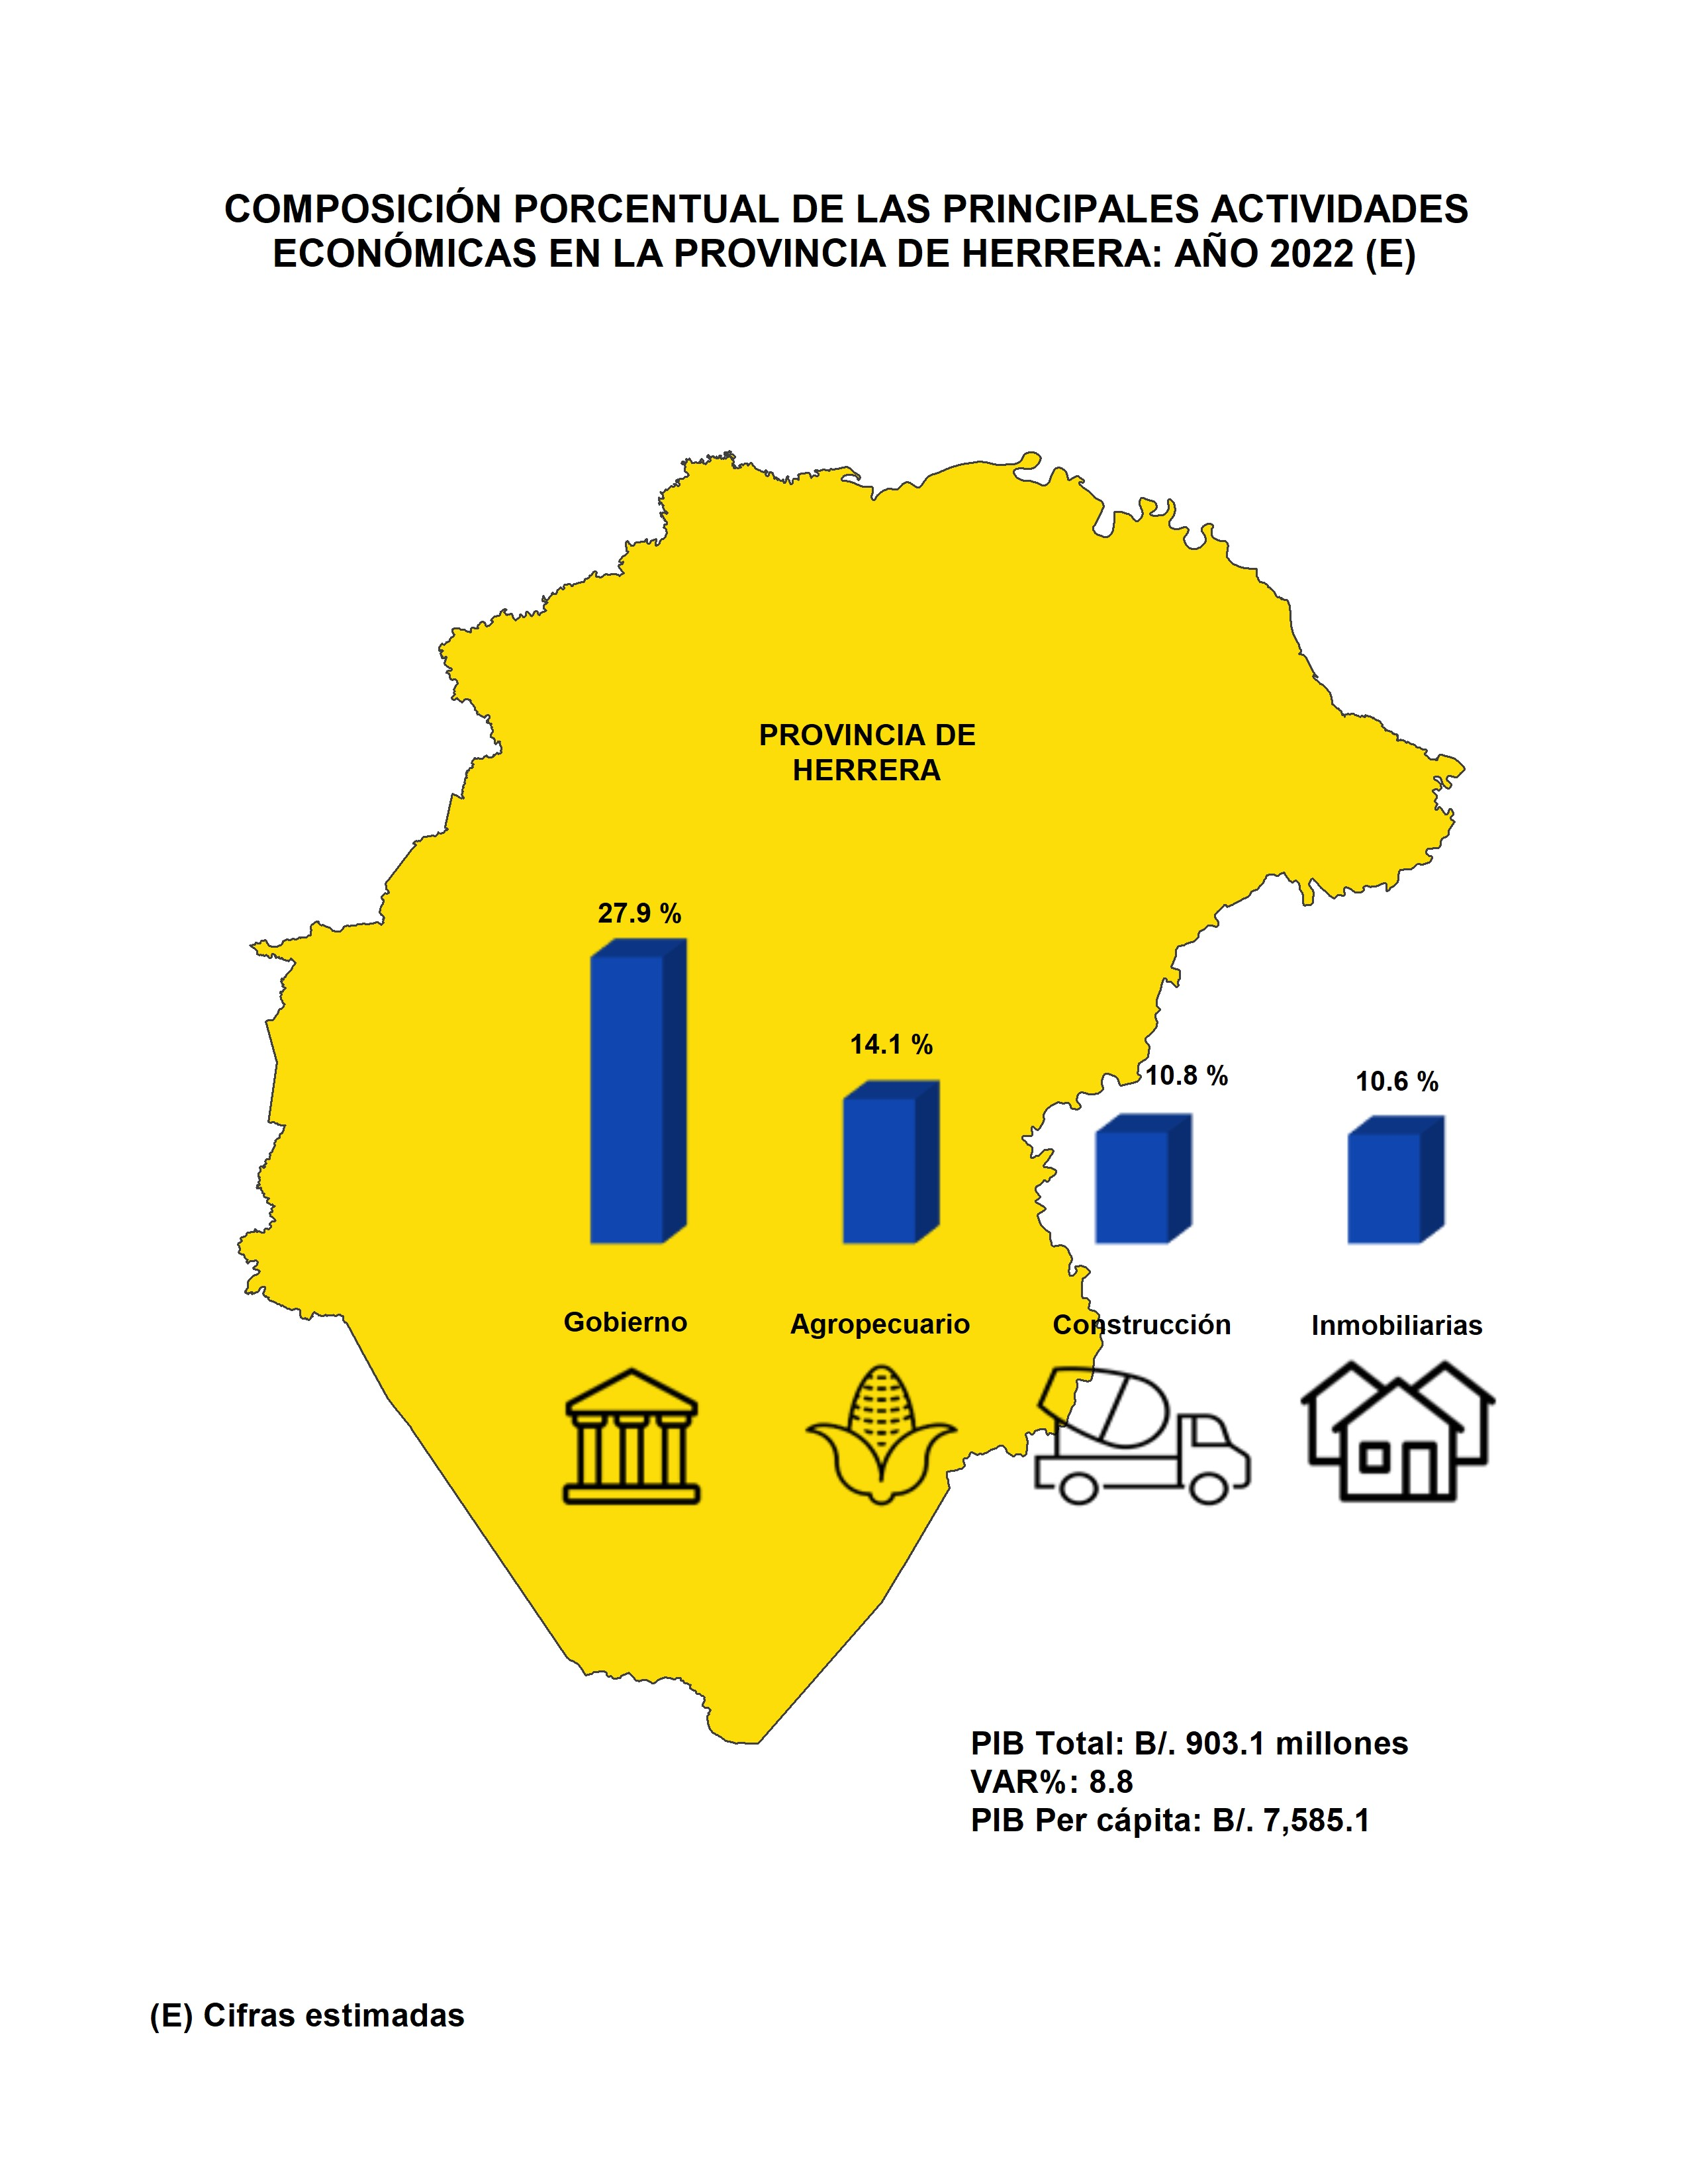 COMPOSICIÓN PORCENTUAL DE LAS PRINCIPALES ACTIVIDADES
ECONÓMICAS EN LA PROVINCIA DE HERRERA: AÑO 2022 (E)
PROVINCIA DE
HERRERA
27.9 %
14.1 %
10.8 %
10.6 %
Gobierno
Agropecuario
Construcción
Inmobiliarias
PIB Total: B/. 903.1 millones
VAR%: 8.8
PIB Per cápita: B/. 7,585.1
(E) Cifras estimadas